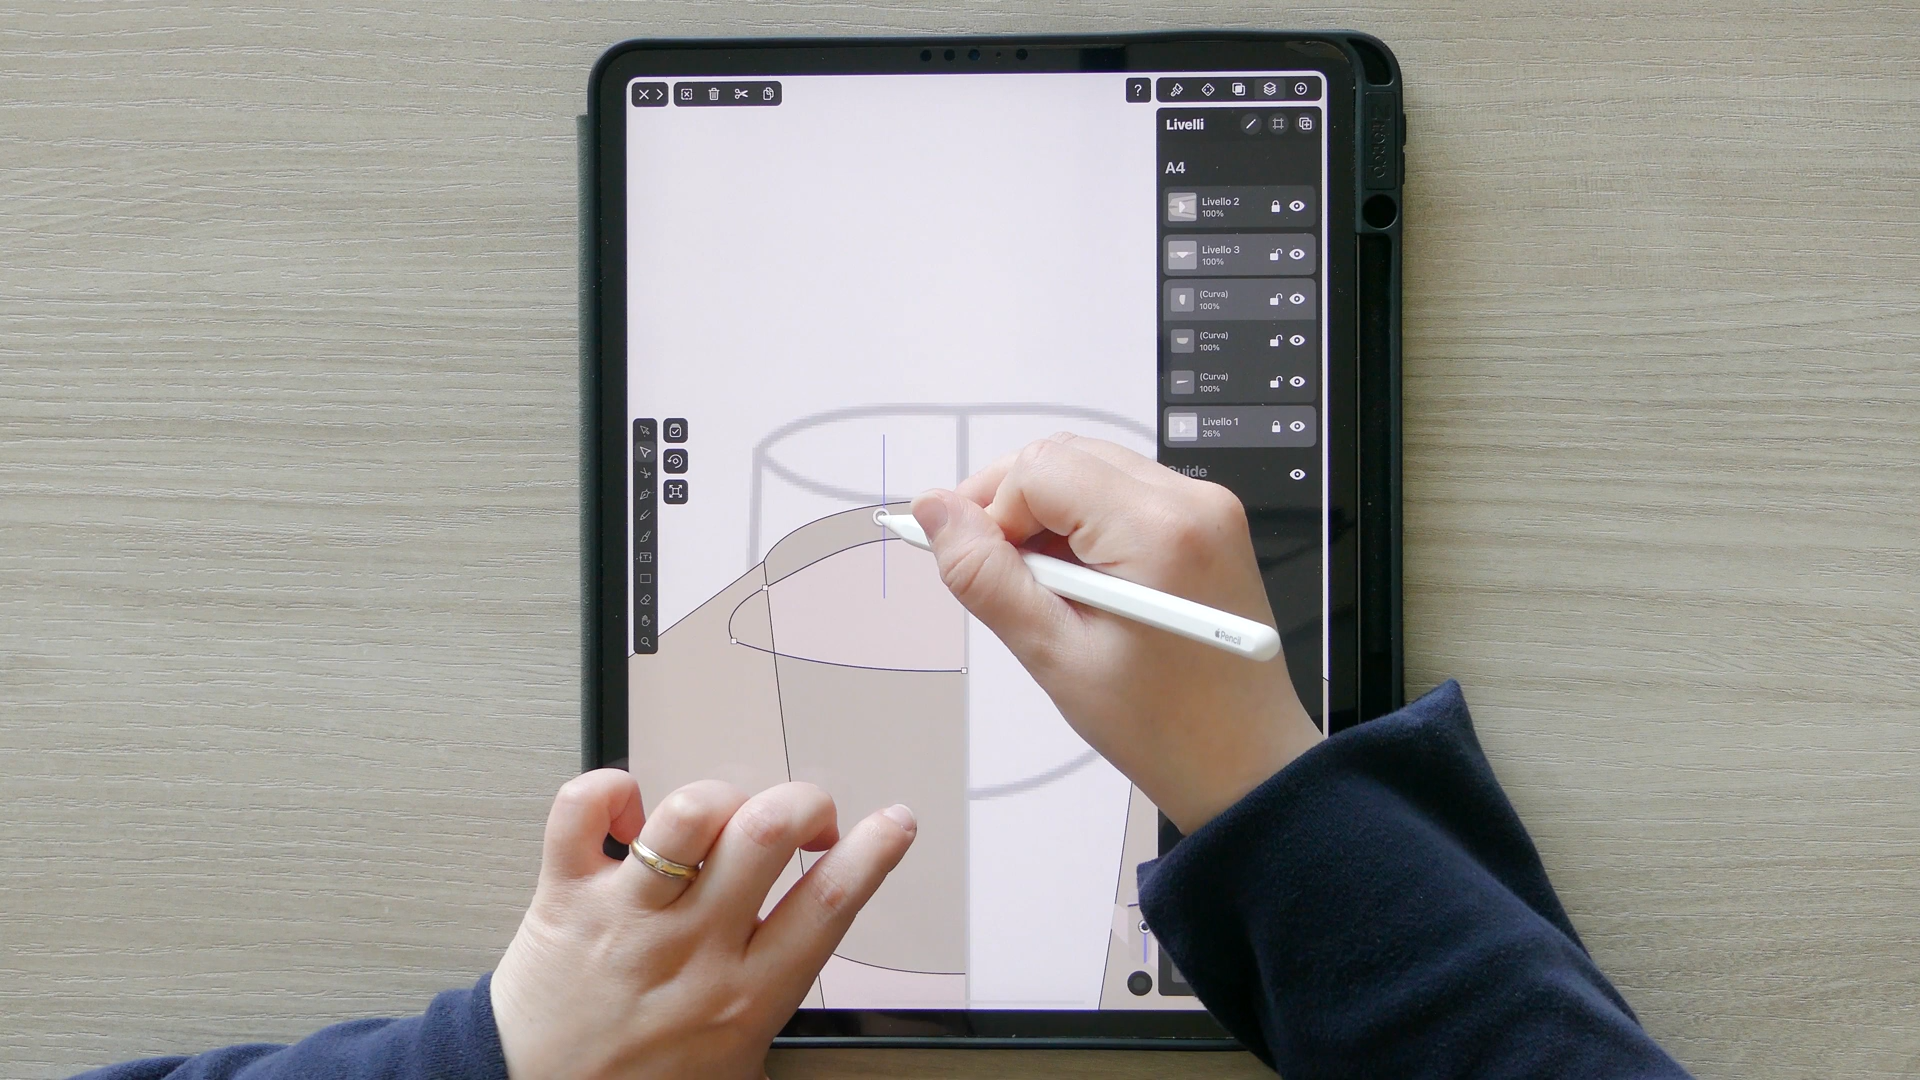 ?
Livelli
A4
Livello 2
100%
Livello 3
100%
(Curva)
100%
(Curva)
100%
(Curva)
100%
Livello 1
26%
Guide
Pencil